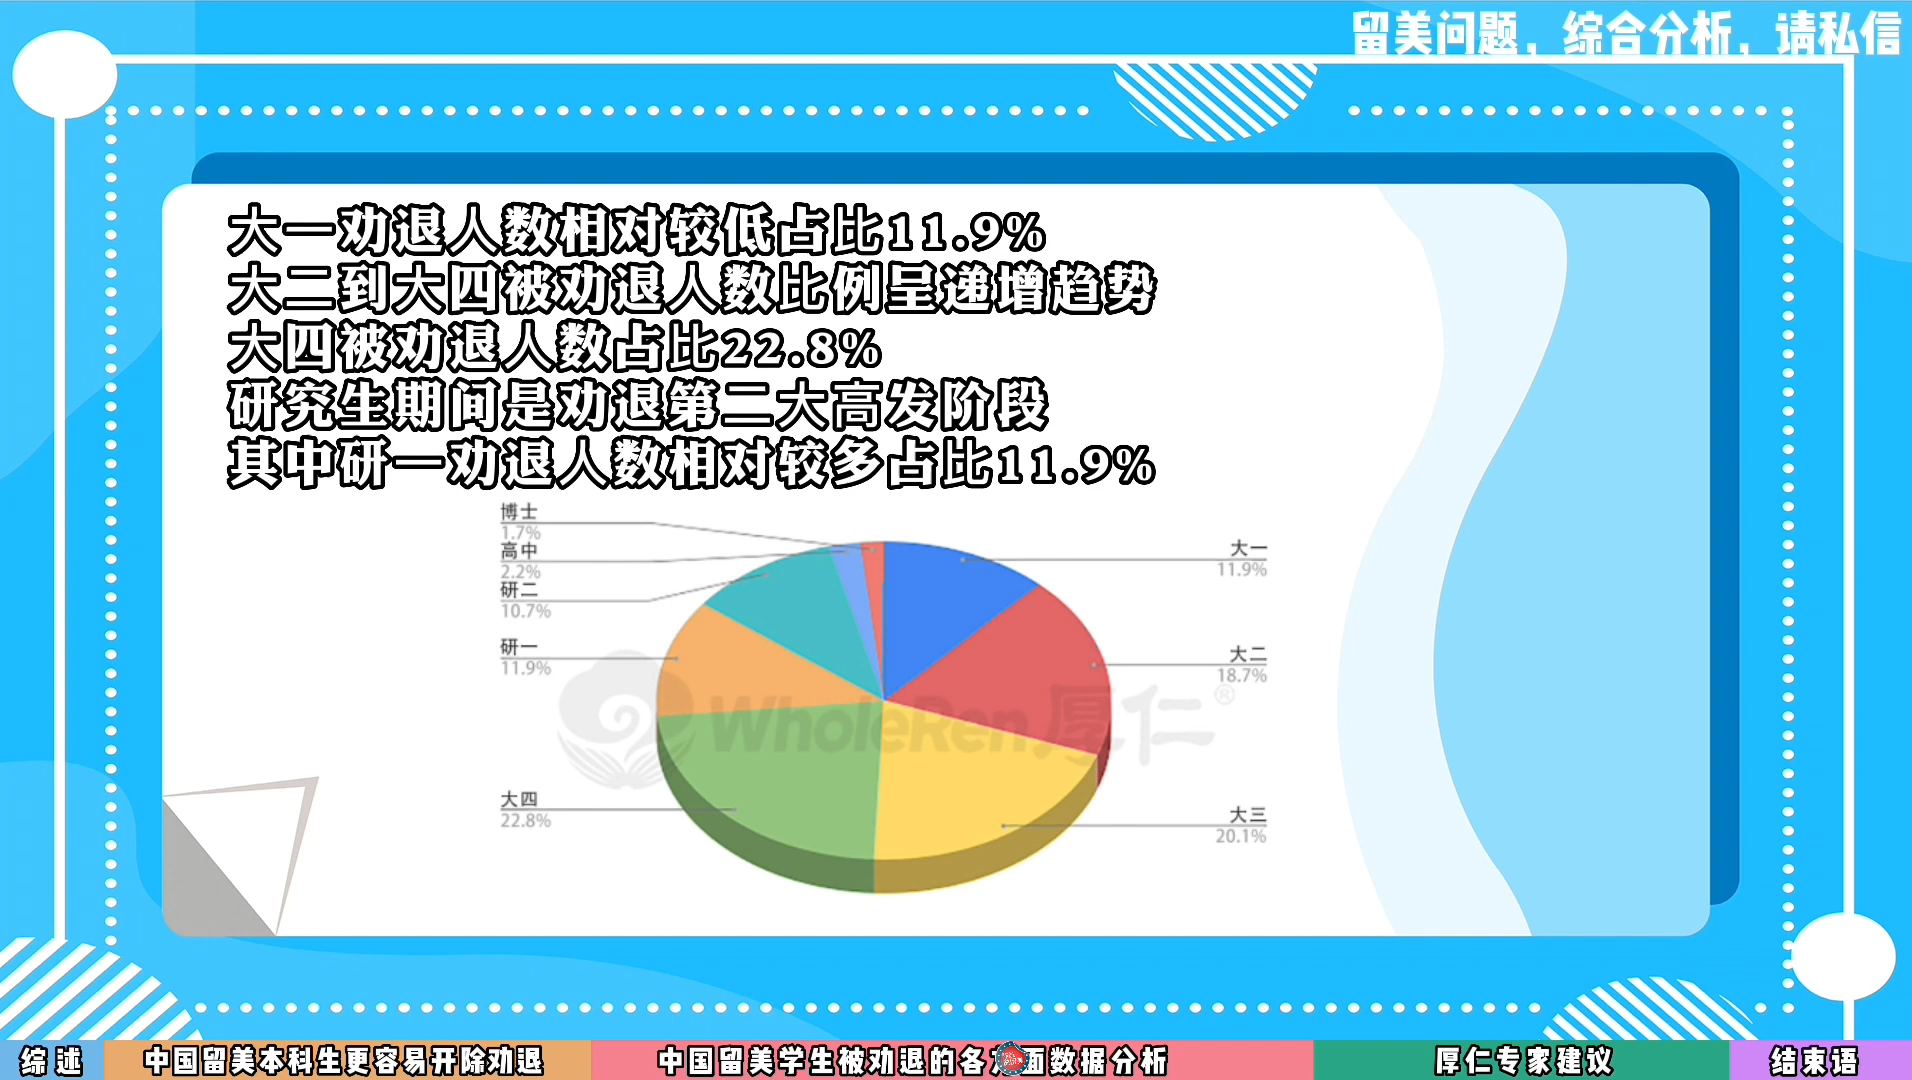 留美问题，综合分析，请私信
大一劝退人数相对较低占比11.9%
大二到大四被劝退人数比例呈递增趋势
大四被劝退人数占比22.8%
研究生期间是劝退第二大高发阶段
其中研一劝退人数相对较多占比11.9%
博士
1.7%
高中
2.2%
研二
10.7%
研一
11.9%
大四
22.8%
大一
11.9%
大二
18.7%
大三
20.1%
WholeRen厚仁®
综述
中国留美本科生更容易开除劝退
中国留美学生被劝退的各方面数据分析
厚仁专家建议
结束语